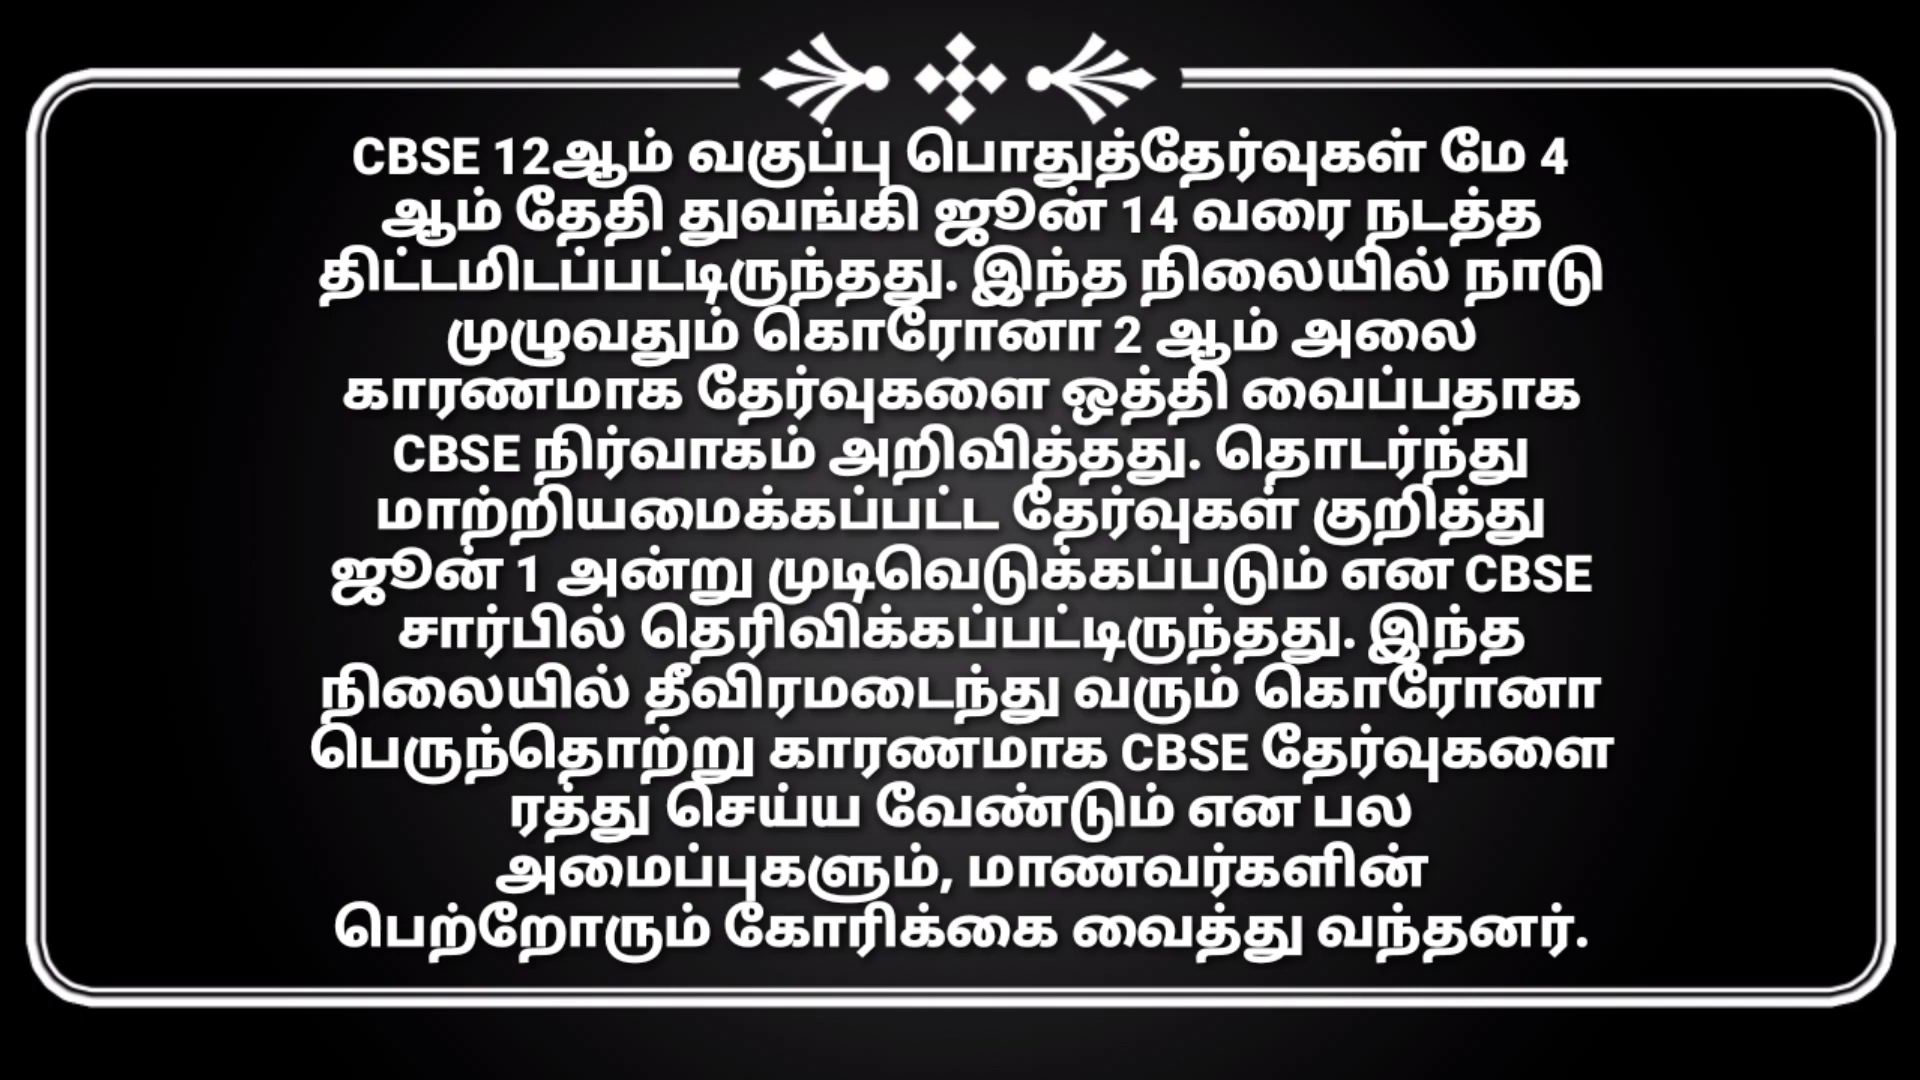 CBSE 12ஆம் வகுப்பு பொதுத்தேர்வுகள் மே 4
ஆம் தேதி துவங்கி ஜூன் 14 வரை நடத்த
திட்டமிடப்பட்டிருந்தது. இந்த நிலையில் நாடு
முழுவதும் கொரோனா 2 ஆம் அலை
காரணமாக தேர்வுகளை ஒத்தி வைப்பதாக
CBSE நிர்வாகம் அறிவித்தது. தொடர்ந்து
மாற்றியமைக்கப்பட்ட தேர்வுகள் குறித்து
ஜூன் 1 அன்று முடிவெடுக்கப்படும் என CBSE
சார்பில் தெரிவிக்கப்பட்டிருந்தது. இந்த
நிலையில் தீவிரமடைந்து வரும் கொரோனா
பெருந்தொற்று காரணமாக CBSE தேர்வுகளை
ரத்து செய்ய வேண்டும் என பல
அமைப்புகளும், மாணவர்களின்
பெற்றோரும் கோரிக்கை வைத்து வந்தனர்.